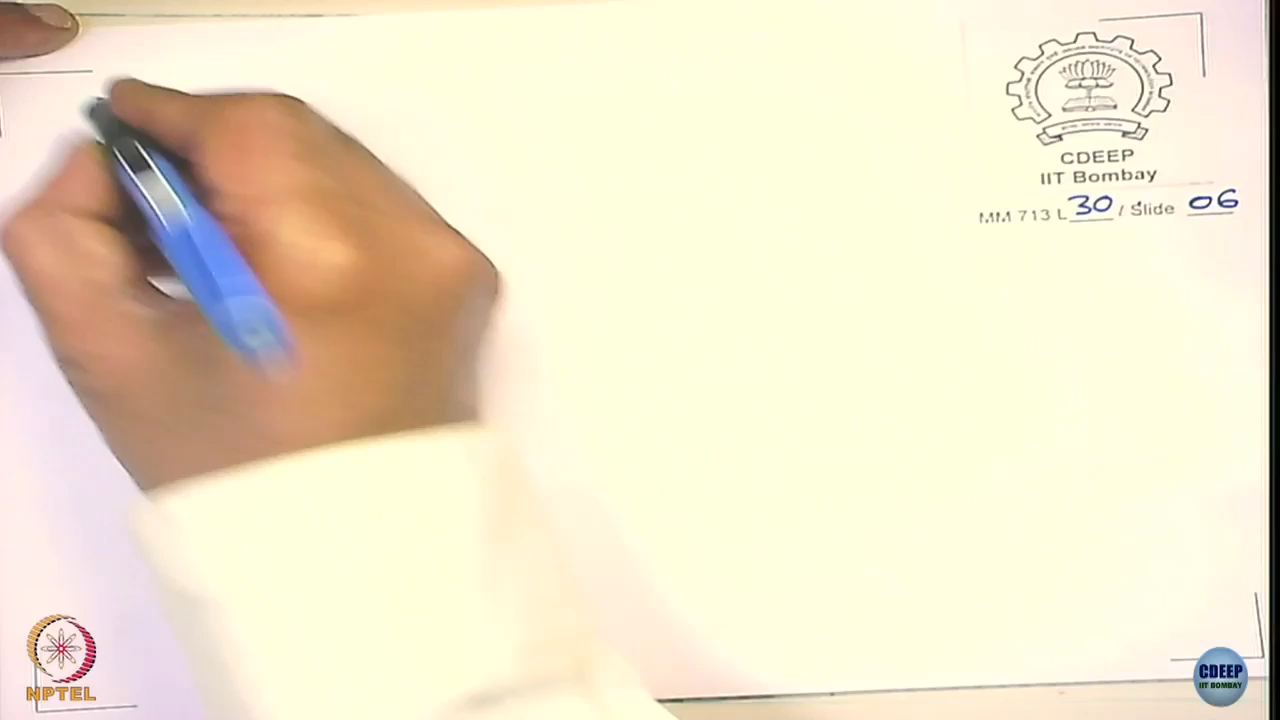 CDEEP
IIT Bombay
MM 713 L 30 / Slide 06
NPTEL
CDEEP
IIT BOMBAY